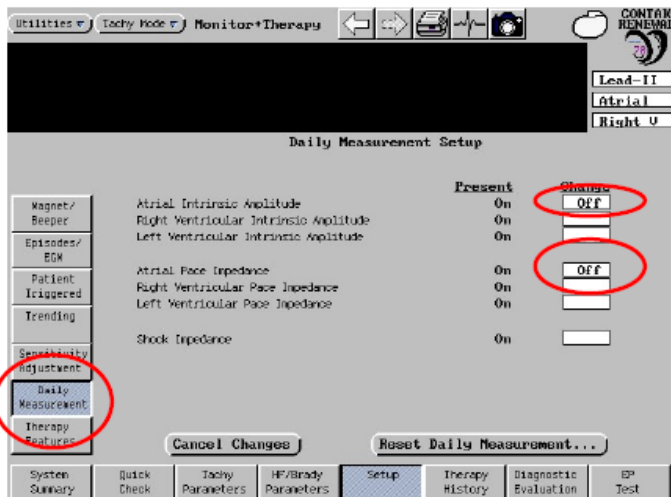 Utilities Tachy Mode Monitor+Therapy
CONTAK
RENEWAL
Lead-II
Atrial
Right V
Daily Measurement Setup
Present Change
Atrial Intrinsic Amplitude On Off
Right Ventricular Intrinsic Amplitude On
Left Ventricular Intrinsic Amplitude On
Atrial Pace Impedance On Off
Right Ventricular Pace Impedance On
Left Ventricular Pace Impedance On
Shock Impedance On
Magnet/
Beeper
Episodes/
EGM
Patient
Triggered
Trending
Sensitivity
Adjustment
Daily
Measurement
Therapy
Features
Cancel Changes Reset Daily Measurement...
System
Summary
Quick
Check
Tachy
Parameters
HF/Brady
Parameters
Setup
Therapy
History
Diagnostic
Evaluation
EP
Test